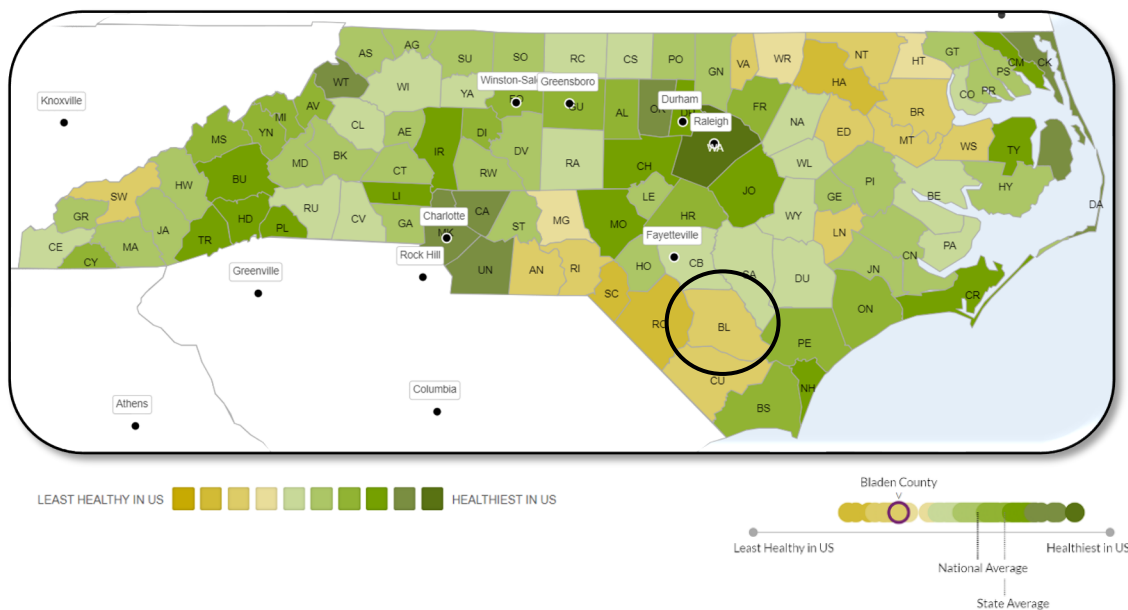 AS
AG
SU
SO
RC
CS
PO
GN
VA
WR
NT
HT
GT
CM
CK
WT
WI
YA
Winston-Sal
Greensboro
HA
PS
PR
CO
Knoxville
AV
MI
YN
MS
CL
AE
DI
GU
AL
Durham
Raleigh
WA
FR
NA
ED
BR
MT
WS
TY
MD
BK
IR
DV
RA
CH
WL
SW
HW
BU
CT
RW
JO
PI
BE
HY
GR
JA
HD
TR
PL
RU
CV
LI
GA
CA
Charlotte
MK
ST
MG
MO
LE
HR
GE
WY
LN
DA
CE
CY
MA
Rock Hill
UN
AN
RI
Fayetteville
HO
CB
SA
DU
JN
CN
PA
Greenville
SC
RO
BL
PE
ON
CR
CU
BS
NH
Columbia
Athens
LEAST HEALTHY IN US
HEALTHIEST IN US
Bladen County
Least Healthy in US
Healthiest in US
National Average
State Average